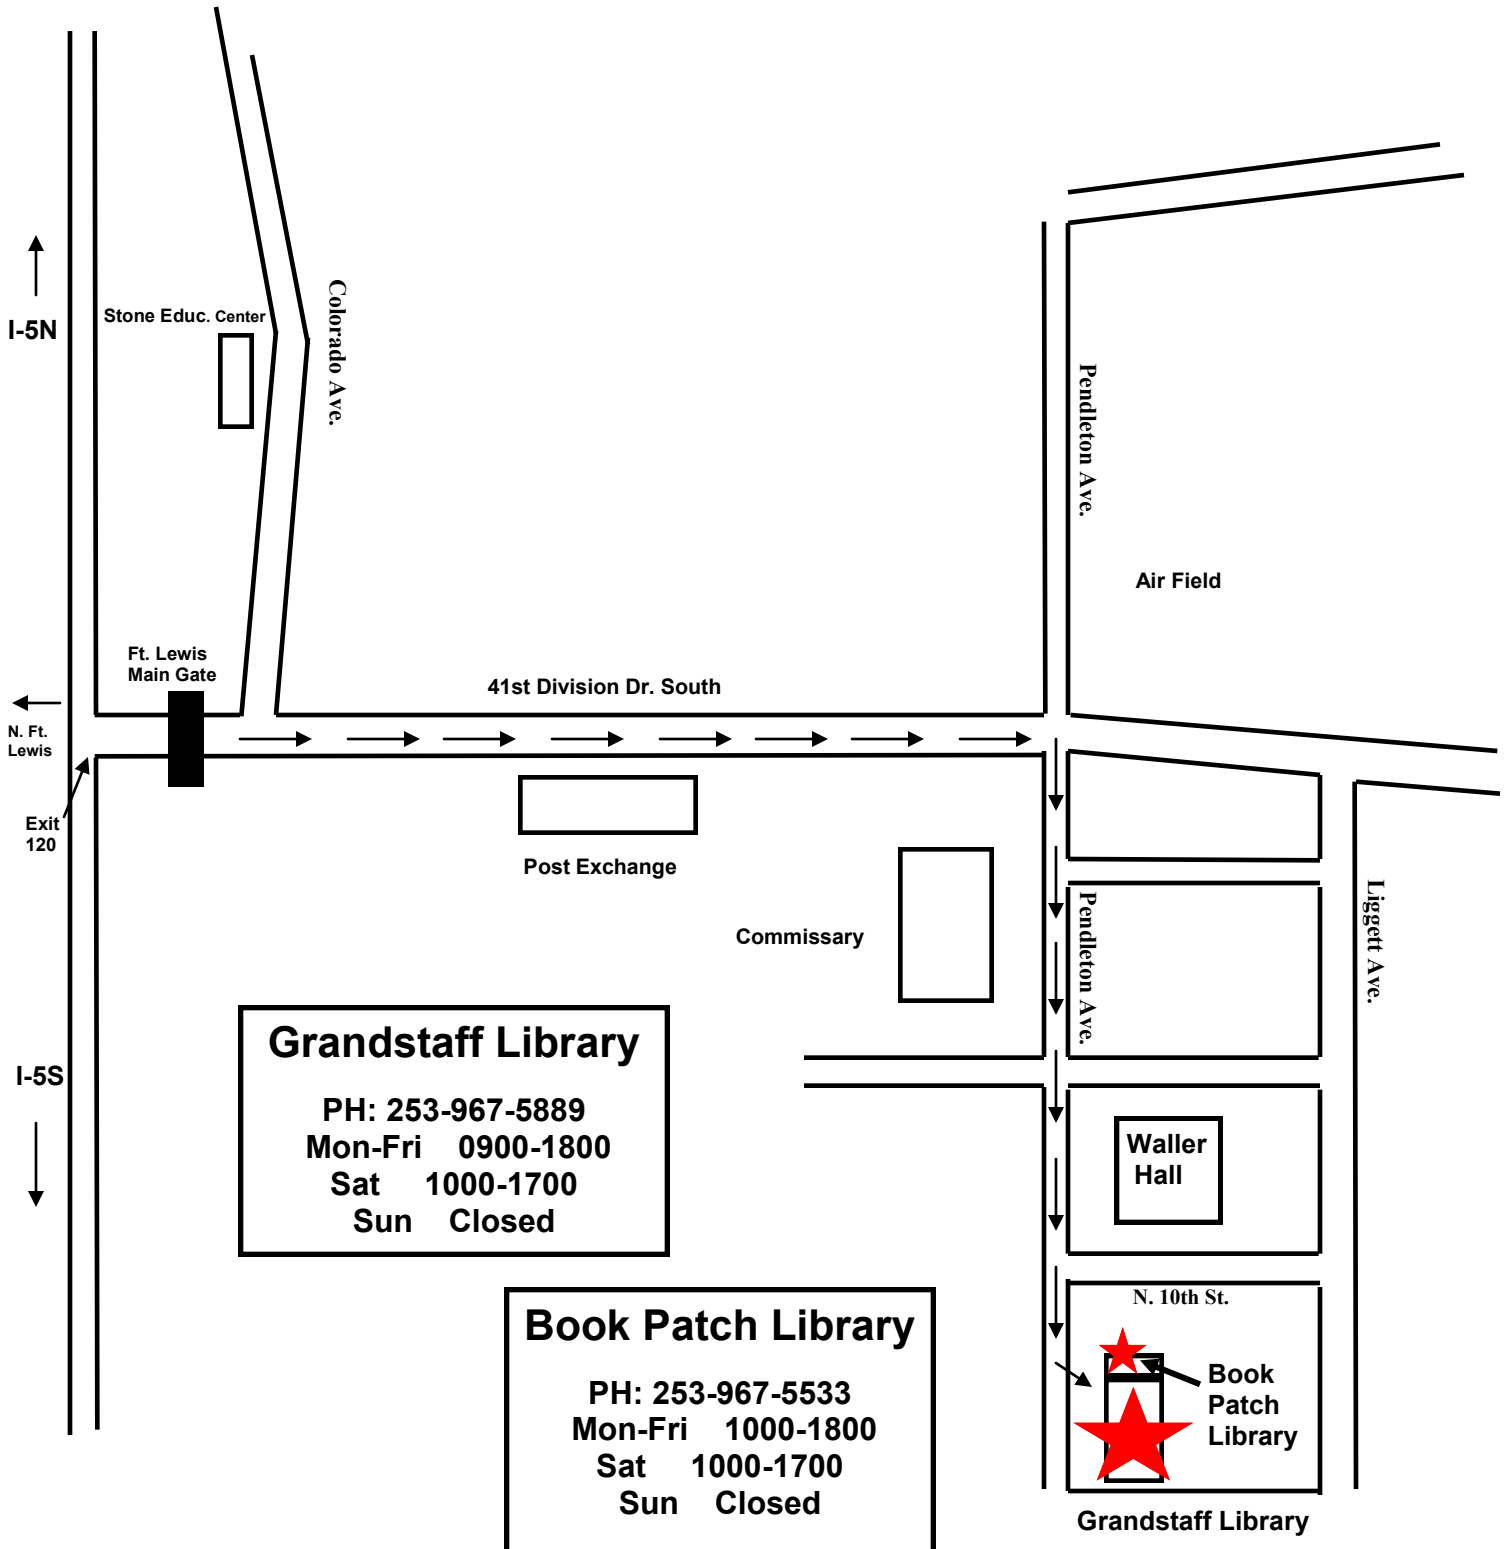 I-5N
Stone Educ. Center
Colorado Ave.
Pendleton Ave.
Air Field
Ft. Lewis
Main Gate
41st Division Dr. South
N. Ft.
Lewis
Exit
120
Post Exchange
Commissary
Pendleton Ave.
Liggett Ave.
I-5S
Grandstaff Library
PH: 253-967-5889
Mon-Fri 0900-1800
Sat 1000-1700
Sun Closed
Waller
Hall
N. 10th St.
Book Patch Library
PH: 253-967-5533
Mon-Fri 1000-1800
Sat 1000-1700
Sun Closed
Book
Patch
Library
Grandstaff Library